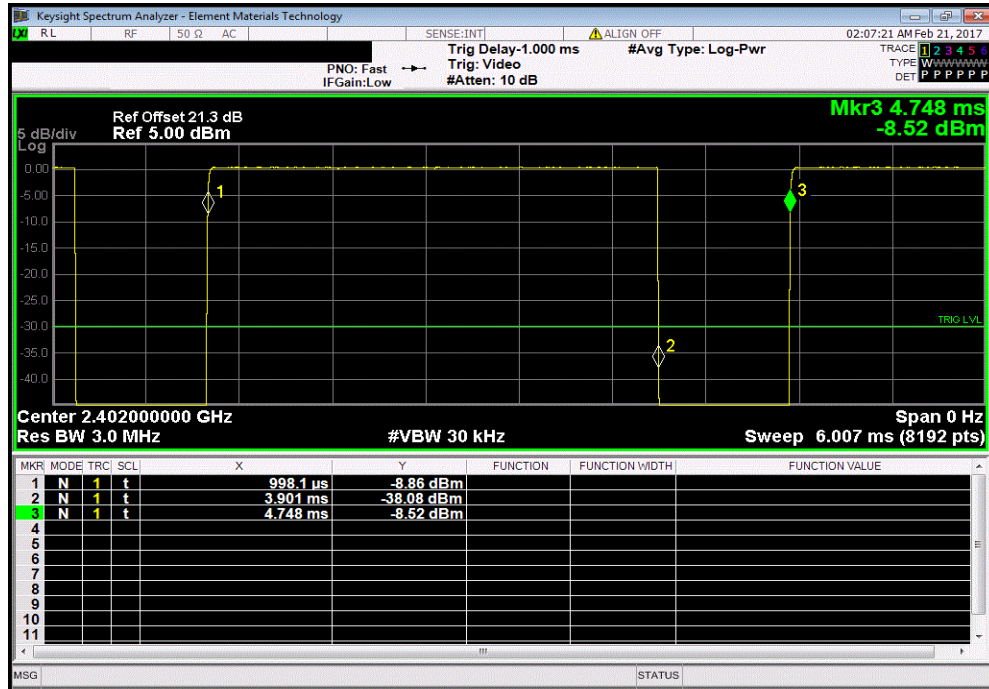 Keysight Spectrum Analyzer - Element Materials Technology
LXI RL RF 50 Ω AC SENSE:INT ALIGN OFF 02:07:21 AM Feb 21, 2017
Trig Delay-1.000 ms #Avg Type: Log-Pwr TRACE 1 2 3 4 5 6
PNO: Fast Trig: Video TYPE WWWWWW
IFGain:Low #Atten: 10 dB DET P P P P P P
Mkr3 4.748 ms
Ref Offset 21.3 dB
5 dB/div Ref 5.00 dBm -8.52 dBm
Log
0.00
-5.00 1 3
-10.0
-15.0
-20.0
-25.0
-30.0 TRIG LVL
-35.0 2
-40.0
Center 2.402000000 GHz Span 0 Hz
Res BW 3.0 MHz #VBW 30 kHz Sweep 6.007 ms (8192 pts)
MKR MODE TRC SCL X Y FUNCTION FUNCTION WIDTH FUNCTION VALUE
1 N 1 t 998.1 µs -8.86 dBm
2 N 1 t 3.901 ms -38.08 dBm
3 N 1 t 4.748 ms -8.52 dBm
4
5
6
7
8
9
10
11
MSG STATUS